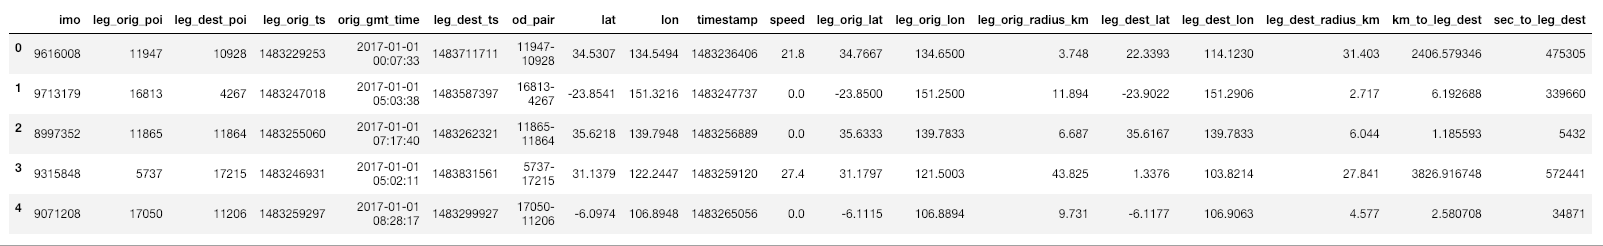 imo leg_orig_poi leg_dest_poi leg_orig_ts orig_gmt_time leg_dest_ts od_pair lat lon timestamp speed leg_orig_lat leg_orig_lon leg_orig_radius_km leg_dest_lat leg_dest_lon leg_dest_radius_km km_to_leg_dest sec_to_leg_dest
0 9616008 11947 10928 1483229253 2017-01-01 00:07:33 1483711711 11947-10928 34.5307 134.5494 1483236406 21.8 34.7667 134.6500 3.748 22.3393 114.1230 31.403 2406.579346 475305
1 9713179 16813 4267 1483247018 2017-01-01 05:03:38 1483587397 16813-4267 -23.8541 151.3216 1483247737 0.0 -23.8500 151.2500 11.894 -23.9022 151.2906 2.717 6.192688 339660
2 8997352 11865 11864 1483255060 2017-01-01 07:17:40 1483262321 11865-11864 35.6218 139.7948 1483256889 0.0 35.6333 139.7833 6.687 35.6167 139.7833 6.044 1.185593 5432
3 9315848 5737 17215 1483246931 2017-01-01 05:02:11 1483831561 5737-17215 31.1379 122.2447 1483259120 27.4 31.1797 121.5003 43.825 1.3376 103.8214 27.841 3826.916748 572441
4 9071208 17050 11206 1483259297 2017-01-01 08:28:17 1483299927 17050-11206 -6.0974 106.8948 1483265056 0.0 -6.1115 106.8894 9.731 -6.1177 106.9063 4.577 2.580708 34871